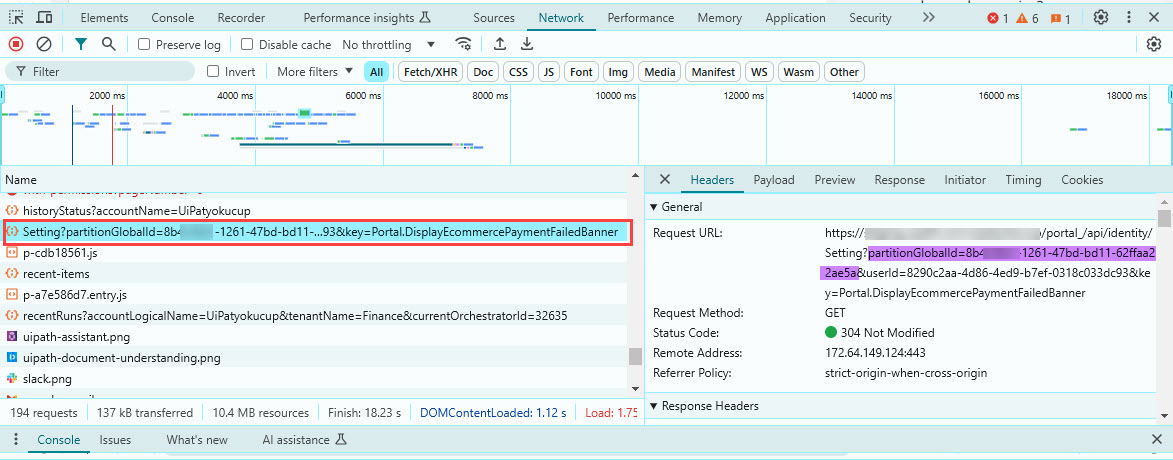 Elements Console Recorder Performance insights Sources Network Performance Memory Application Security 1 6 1
Preserve log Disable cache No throttling
Filter Invert More filters All Fetch/XHR Doc CSS JS Font Img Media Manifest WS Wasm Other
2000 ms 4000 ms 6000 ms 8000 ms 10000 ms 12000 ms 14000 ms 16000 ms 18000 ms
Name
historyStatus?accountName=UiPatyokucup
Setting?partitionGlobalId=8b4 -1261-47bd-bd11-...93&key=Portal.DisplayEcommercePaymentFailedBanner
p-cdb18561.js
recent-items
p-a7e586d7.entry.js
recentRuns?accountLogicalName=UiPatyokucup&tenantName=Finance&currentOrchestratorId=32635
uipath-assistant.png
uipath-document-understanding.png
slack.png
194 requests 137 kB transferred 10.4 MB resources Finish: 18.23 s DOMContentLoaded: 1.12 s Load: 1.75
Headers Payload Preview Response Initiator Timing Cookies
General
Request URL: https:// /portal_/api/identity/
Setting?partitionGlobalId=8b4 -1261-47bd-bd11-62ffaa2
2ae5a&userId=8290c2aa-4d86-4ed9-b7ef-0318c033dc93&ke
y=Portal.DisplayEcommercePaymentFailedBanner
Request Method: GET
Status Code: 304 Not Modified
Remote Address: 172.64.149.124:443
Referrer Policy: strict-origin-when-cross-origin
Response Headers
Console Issues What's new AI assistance